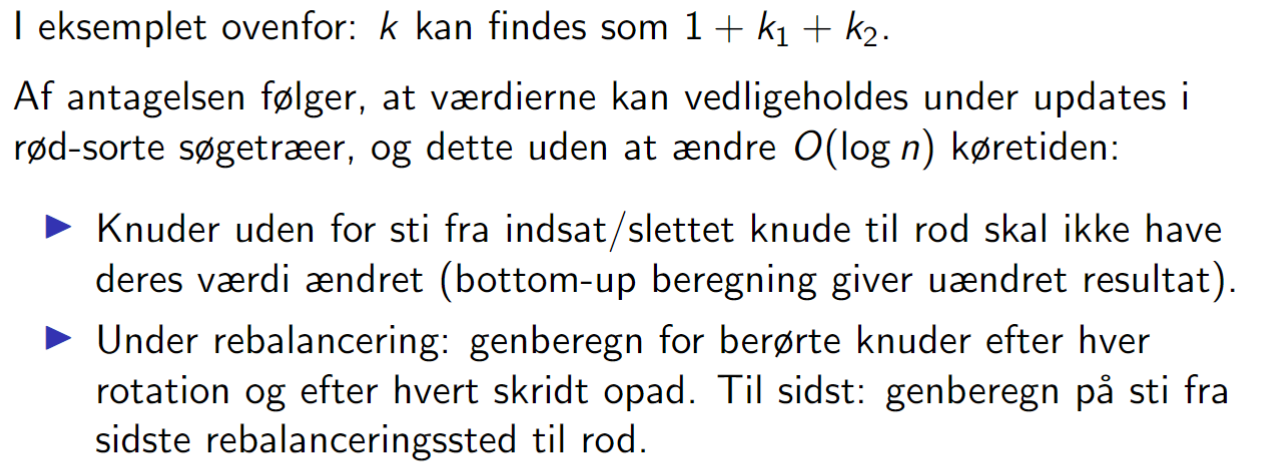 I eksemplet ovenfor: k kan findes som 1 + k₁ + k₂.
Af antagelsen følger, at værdierne kan vedligeholdes under updates i
rød-sorte søgetræer, og dette uden at ændre O(log n) køretiden:
▶ Knuder uden for sti fra indsat/slettet knude til rod skal ikke have
deres værdi ændret (bottom-up beregning giver uændret resultat).
▶ Under rebalancering: genberegn for berørte knuder efter hver
rotation og efter hvert skridt opad. Til sidst: genberegn på sti fra
sidste rebalanceringssted til rod.